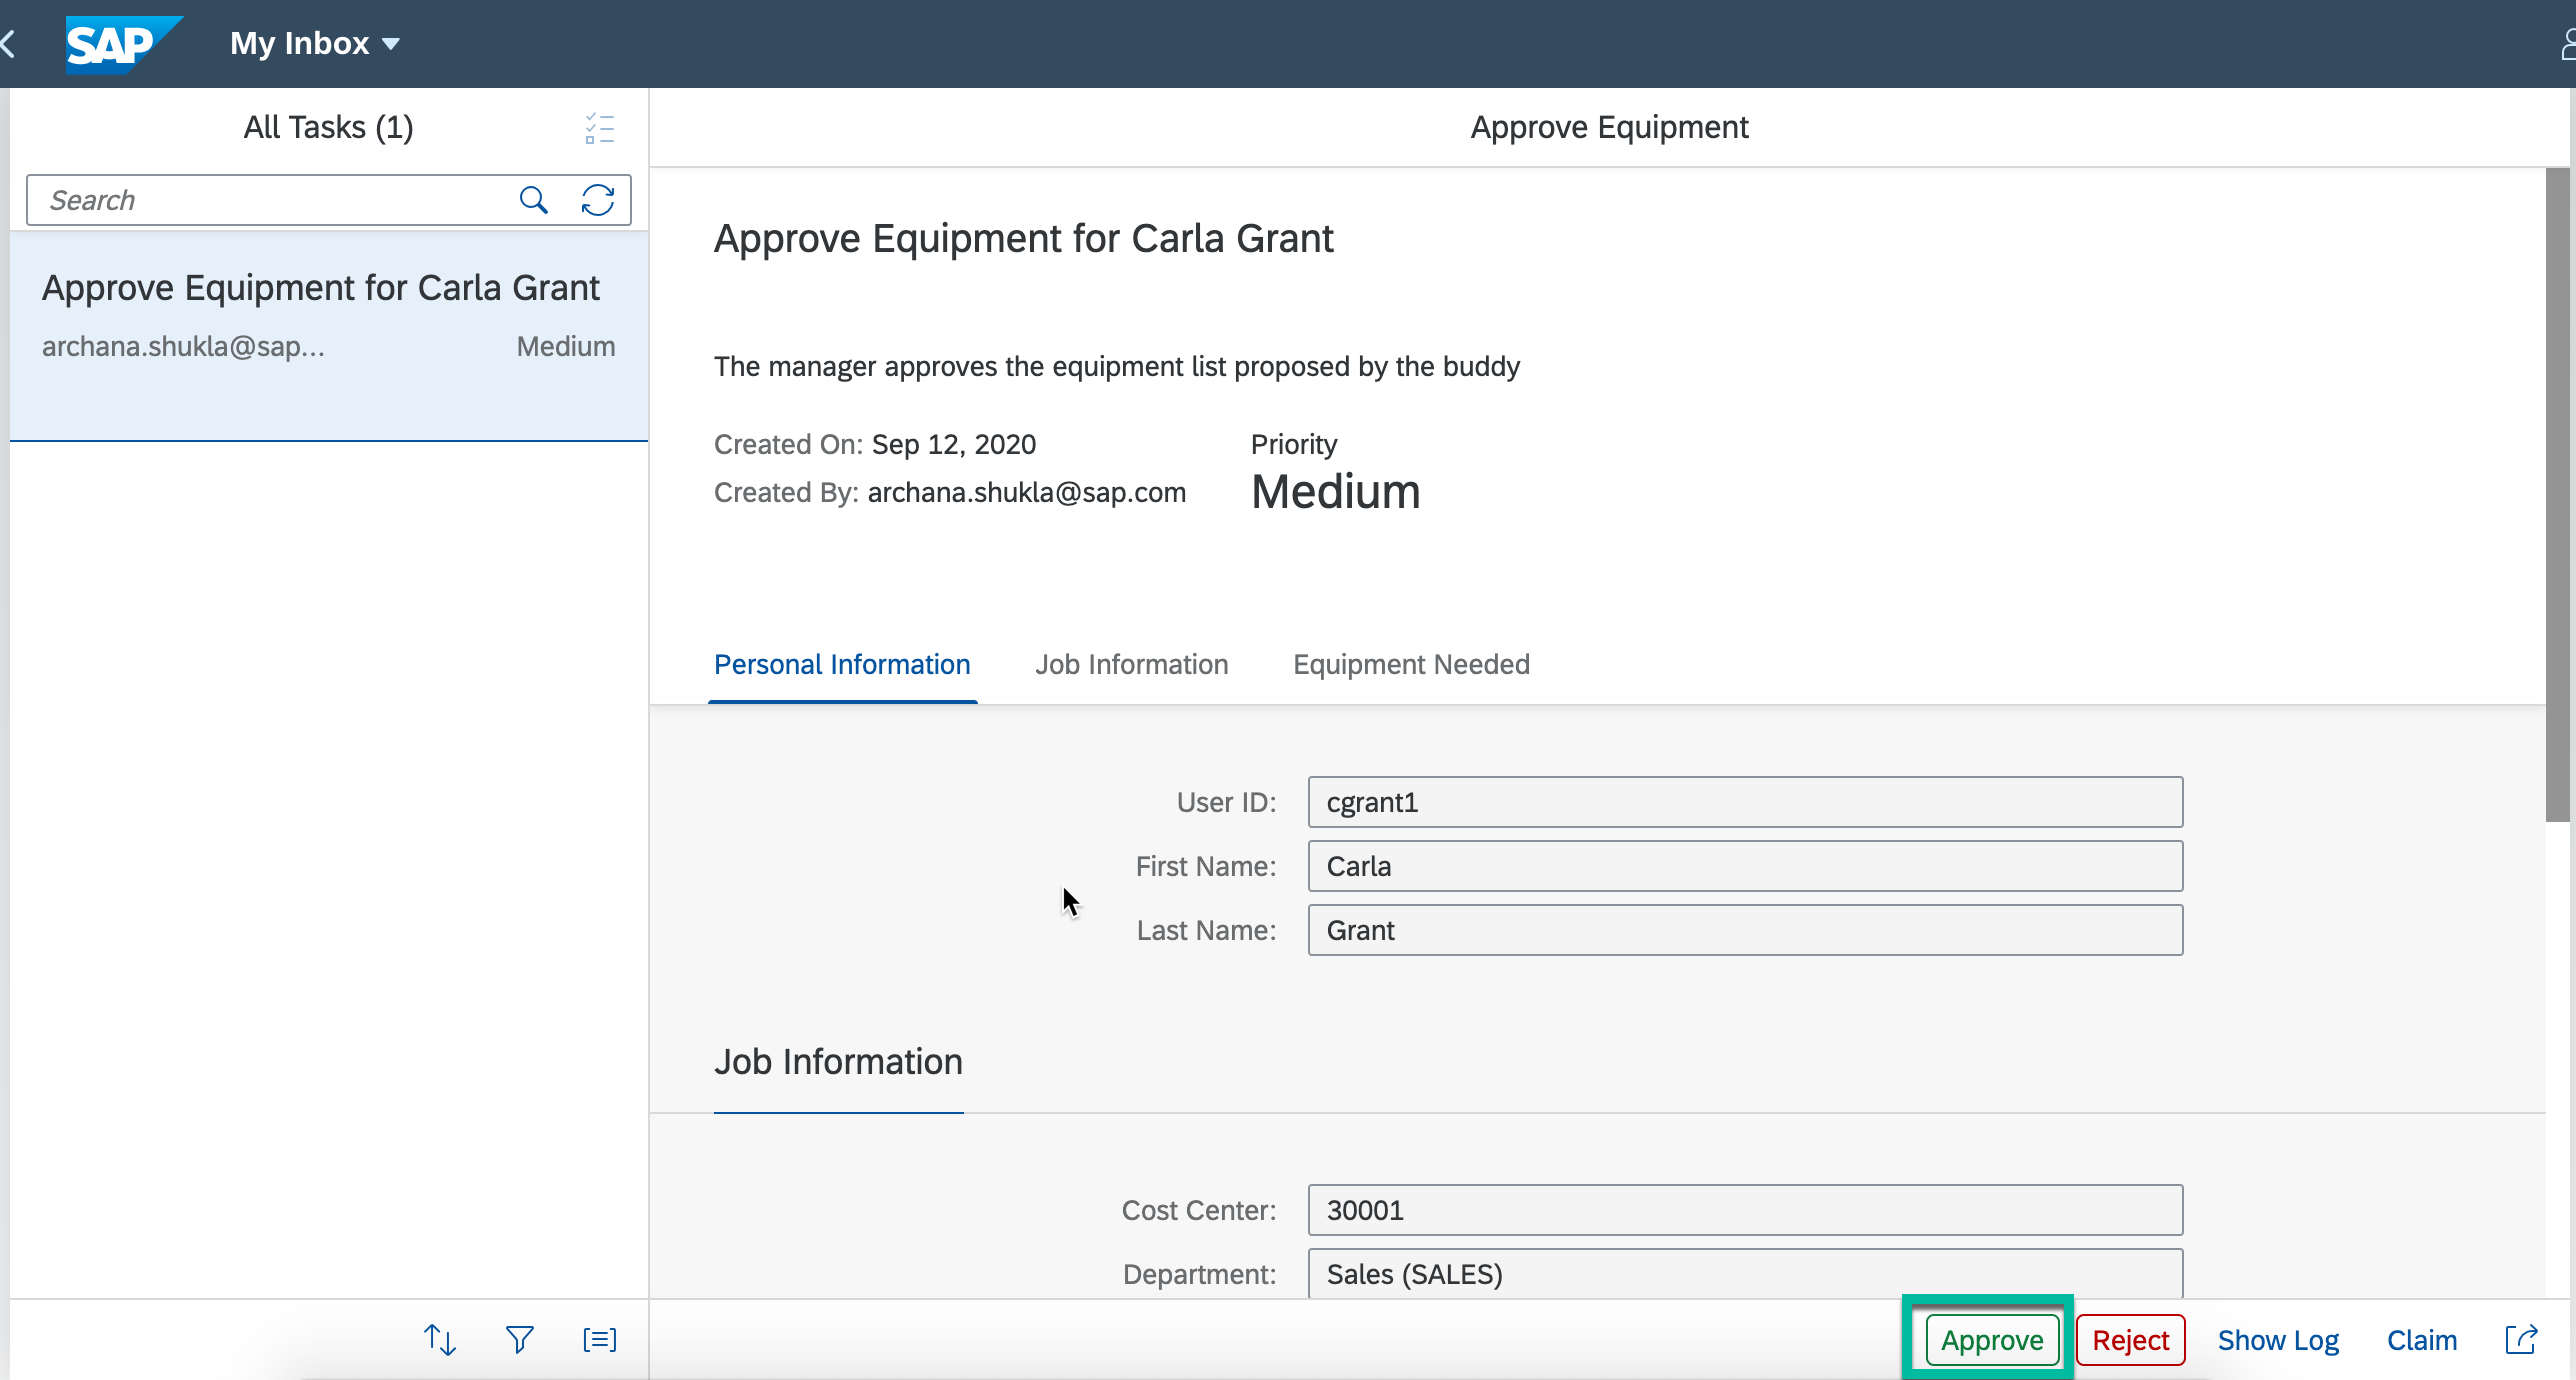 SAP My Inbox
All Tasks (1)
Search
Approve Equipment for Carla Grant
archana.shukla@sap... Medium
Approve Equipment
Approve Equipment for Carla Grant
The manager approves the equipment list proposed by the buddy
Created On: Sep 12, 2020 Priority
Created By: archana.shukla@sap.com Medium
Personal Information Job Information Equipment Needed
User ID: cgrant1
First Name: Carla
Last Name: Grant
Job Information
Cost Center: 30001
Department: Sales (SALES)
Approve Reject Show Log Claim